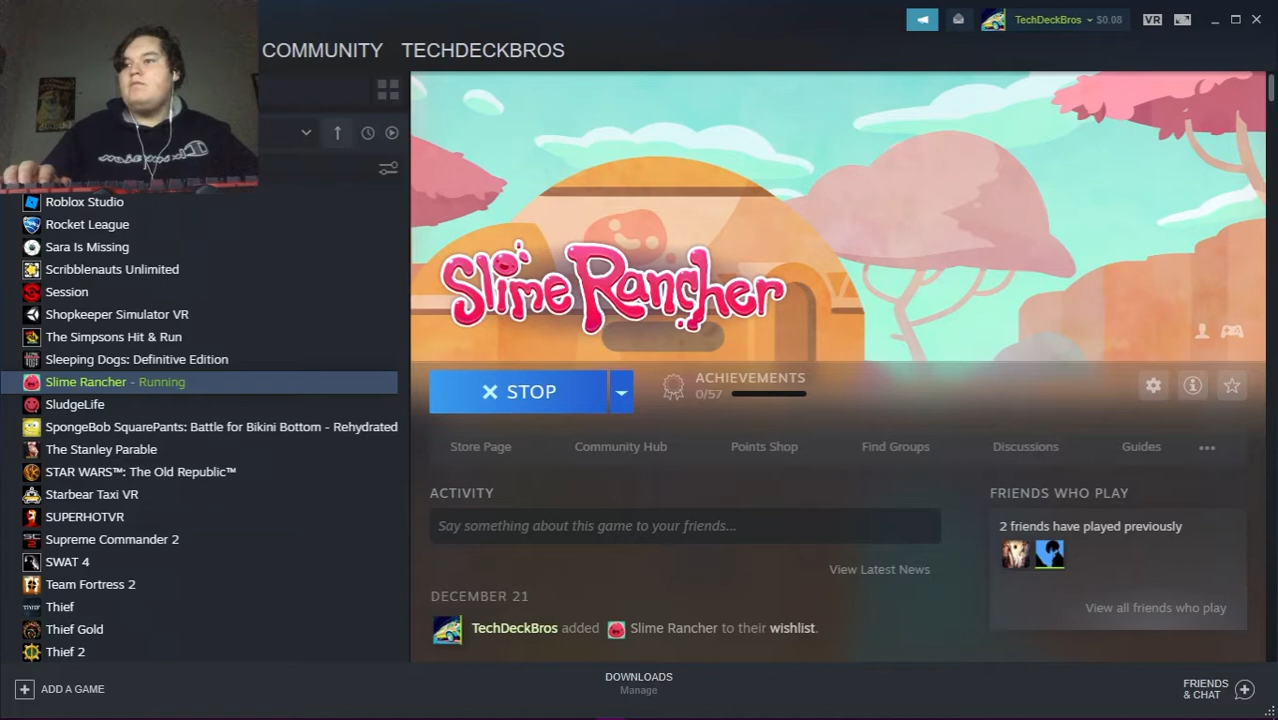 TechDeckBros $0.08 VR
COMMUNITY TECHDECKBROS
Roblox Studio
Rocket League
Sara Is Missing
Scribblenauts Unlimited
Session
Shopkeeper Simulator VR
The Simpsons Hit & Run
Sleeping Dogs: Definitive Edition
Slime Rancher - Running
SludgeLife
SpongeBob SquarePants: Battle for Bikini Bottom - Rehydrated
The Stanley Parable
STAR WARS™: The Old Republic™
Starbear Taxi VR
SUPERHOTVR
Supreme Commander 2
SWAT 4
Team Fortress 2
Thief
Thief Gold
Thief 2
Slime Rancher
STOP
ACHIEVEMENTS
0/57
Store Page Community Hub Points Shop Find Groups Discussions Guides
ACTIVITY
Say something about this game to your friends...
View Latest News
DECEMBER 21
TechDeckBros added Slime Rancher to their wishlist.
FRIENDS WHO PLAY
2 friends have played previously
View all friends who play
ADD A GAME
DOWNLOADS
Manage
FRIENDS
& CHAT